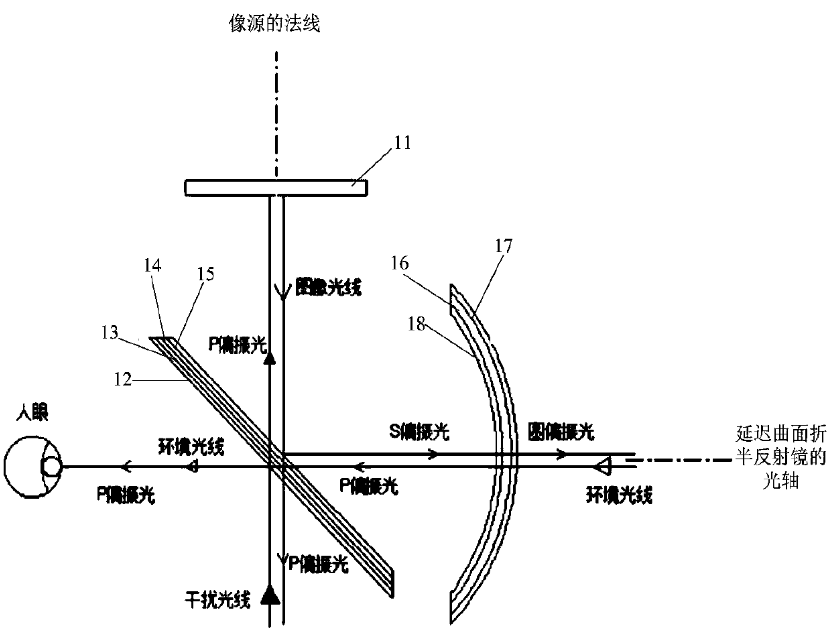 像源的法线
11
17
14
15
16
图像光线
18
13
P偏振光
12
人眼
环境光线
S偏振光
圆偏振光
延迟曲面折
半反射镜的
光轴
P偏振光
P偏振光
环境光线
P偏振光
干扰光线